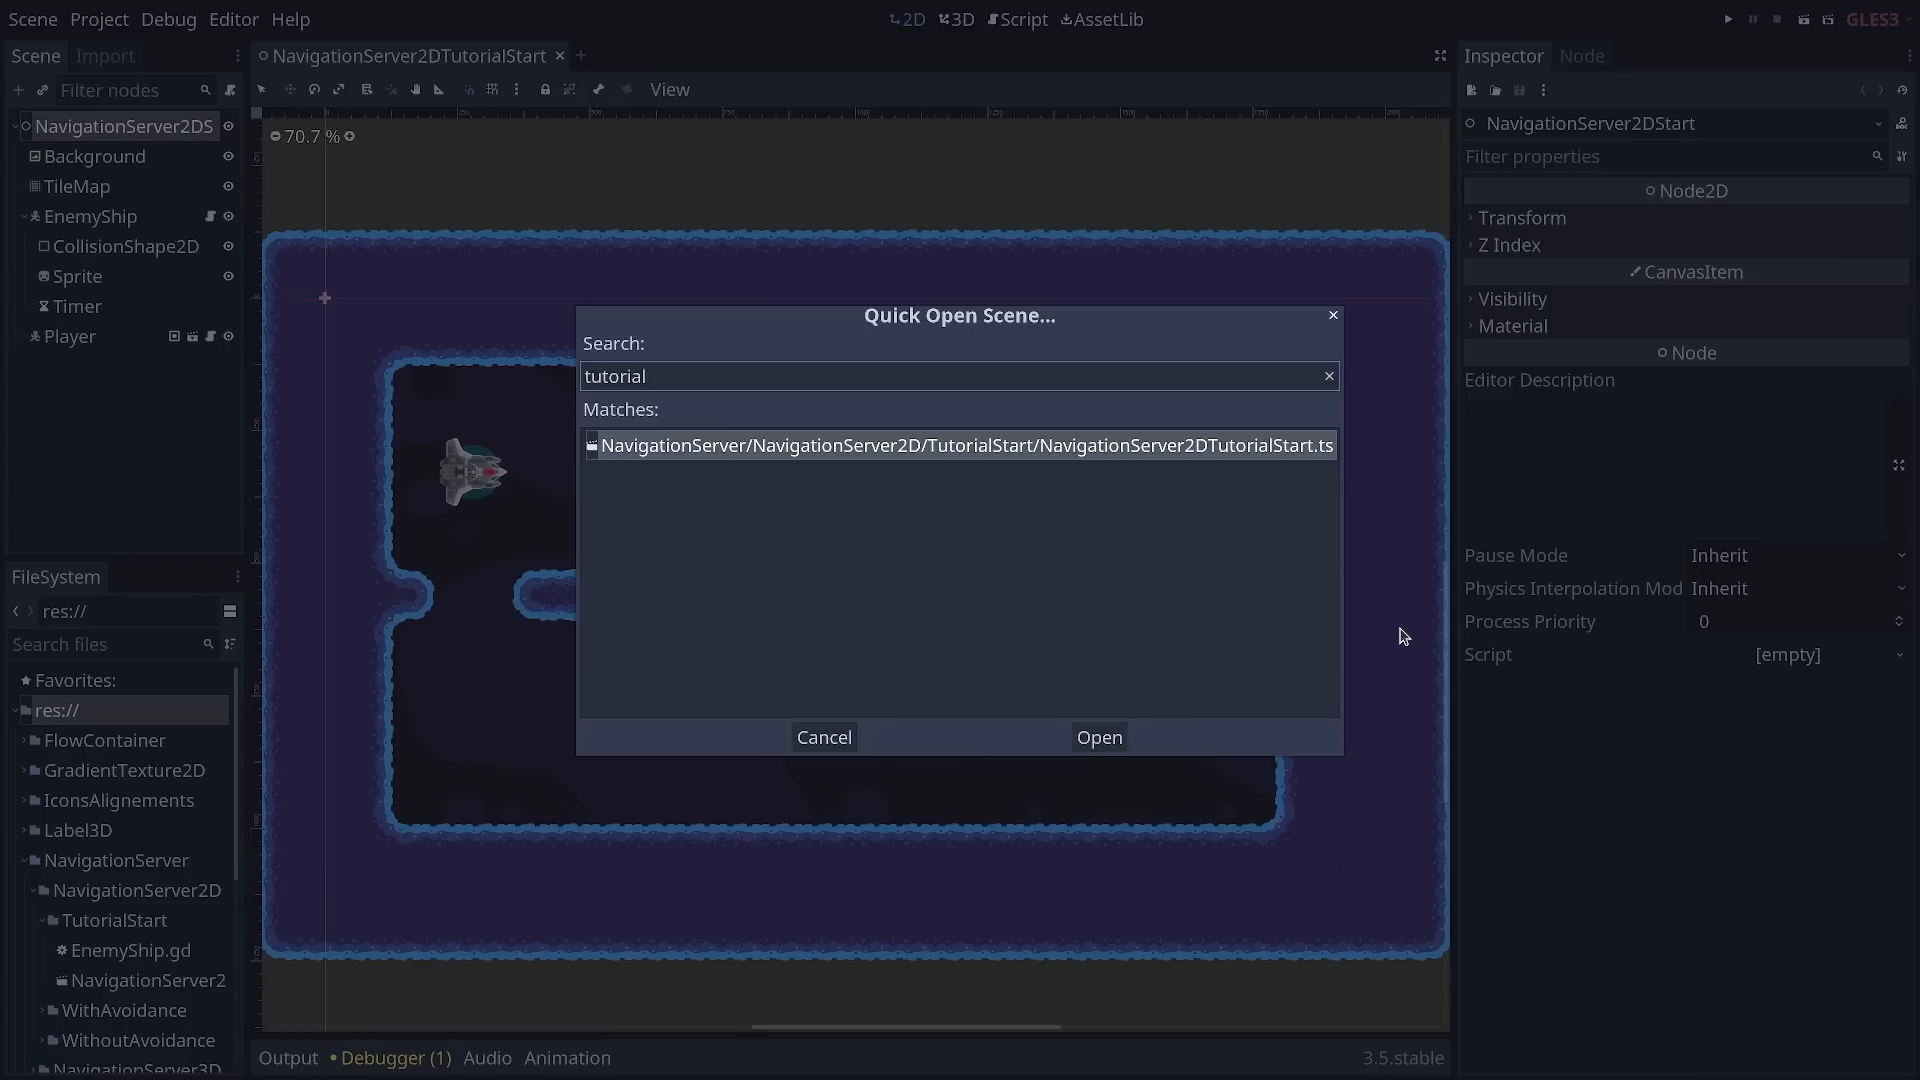 Scene Project Debug Editor Help
2D 3D Script AssetLib
GLES3
Scene Import
Filter nodes
NavigationServer2DS
Background
TileMap
EnemyShip
CollisionShape2D
Sprite
Timer
Player
FileSystem
res://
Search files
Favorites:
res://
FlowContainer
GradientTexture2D
IconsAlignements
Label3D
NavigationServer
NavigationServer2D
TutorialStart
EnemyShip.gd
NavigationServer2
WithAvoidance
WithoutAvoidance
NavigationServer3D
NavigationServer2DTutorialStart
View
70.7 %
Quick Open Scene...
Search:
tutorial
Matches:
NavigationServer/NavigationServer2D/TutorialStart/NavigationServer2DTutorialStart.ts
Cancel Open
Output Debugger (1) Audio Animation 3.5.stable
Inspector Node
NavigationServer2DStart
Filter properties
Node2D
Transform
Z Index
CanvasItem
Visibility
Material
Node
Editor Description
Pause Mode Inherit
Physics Interpolation Mod Inherit
Process Priority 0
Script [empty]